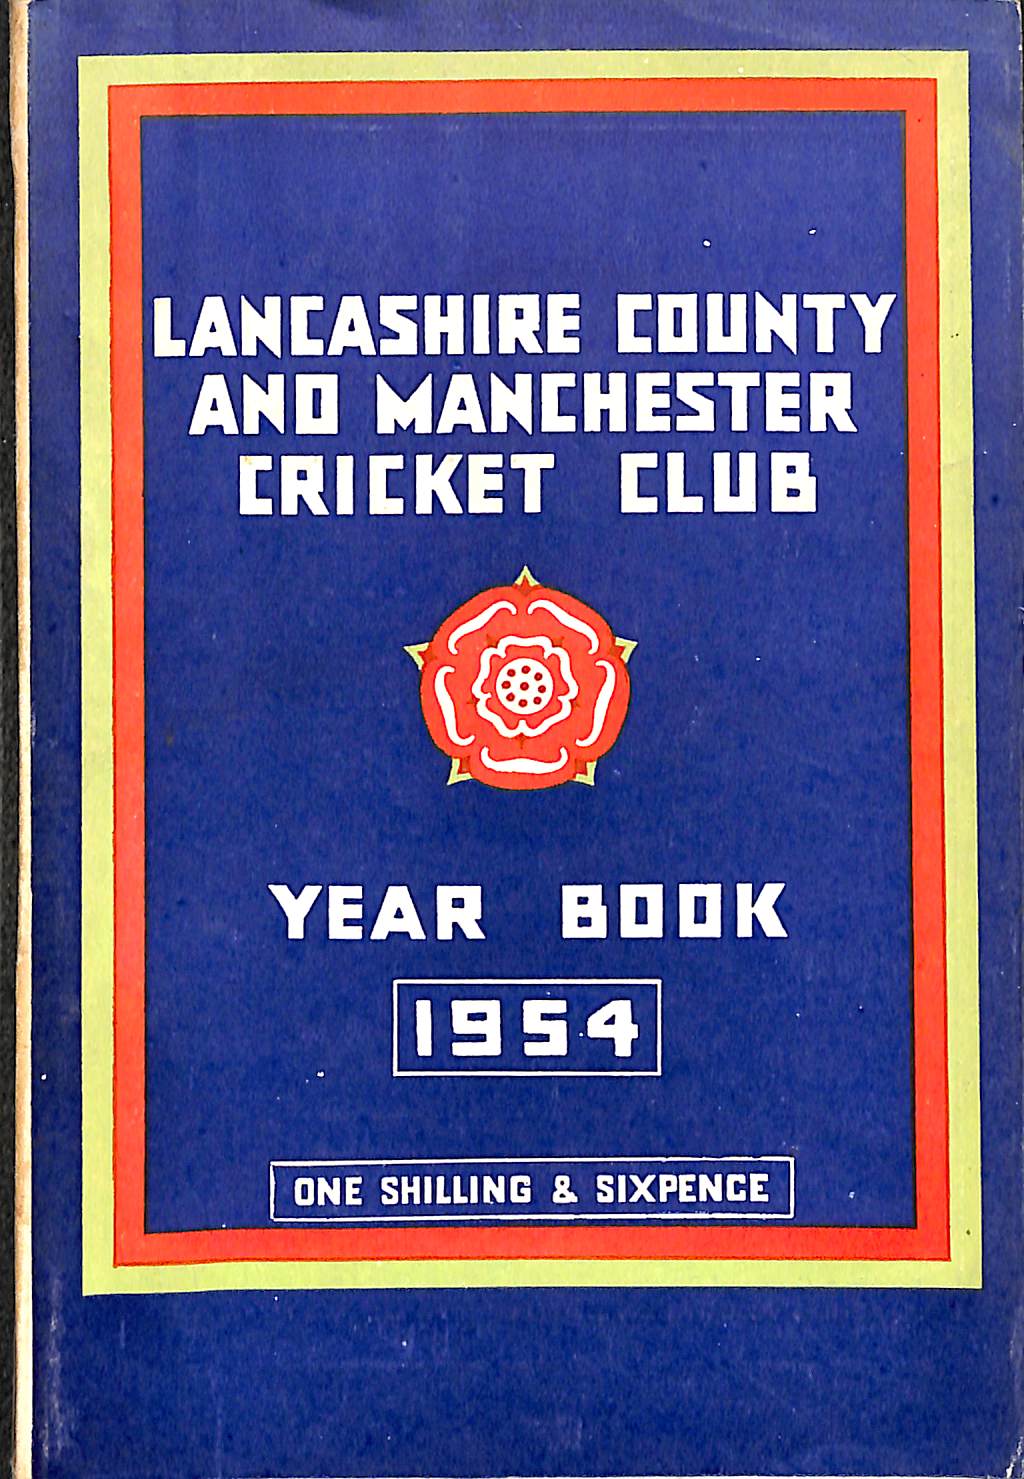 LANCASHIRE COUNTY
AND MANCHESTER
CRICKET CLUB
YEAR BOOK
1954
ONE SHILLING & SIXPENCE